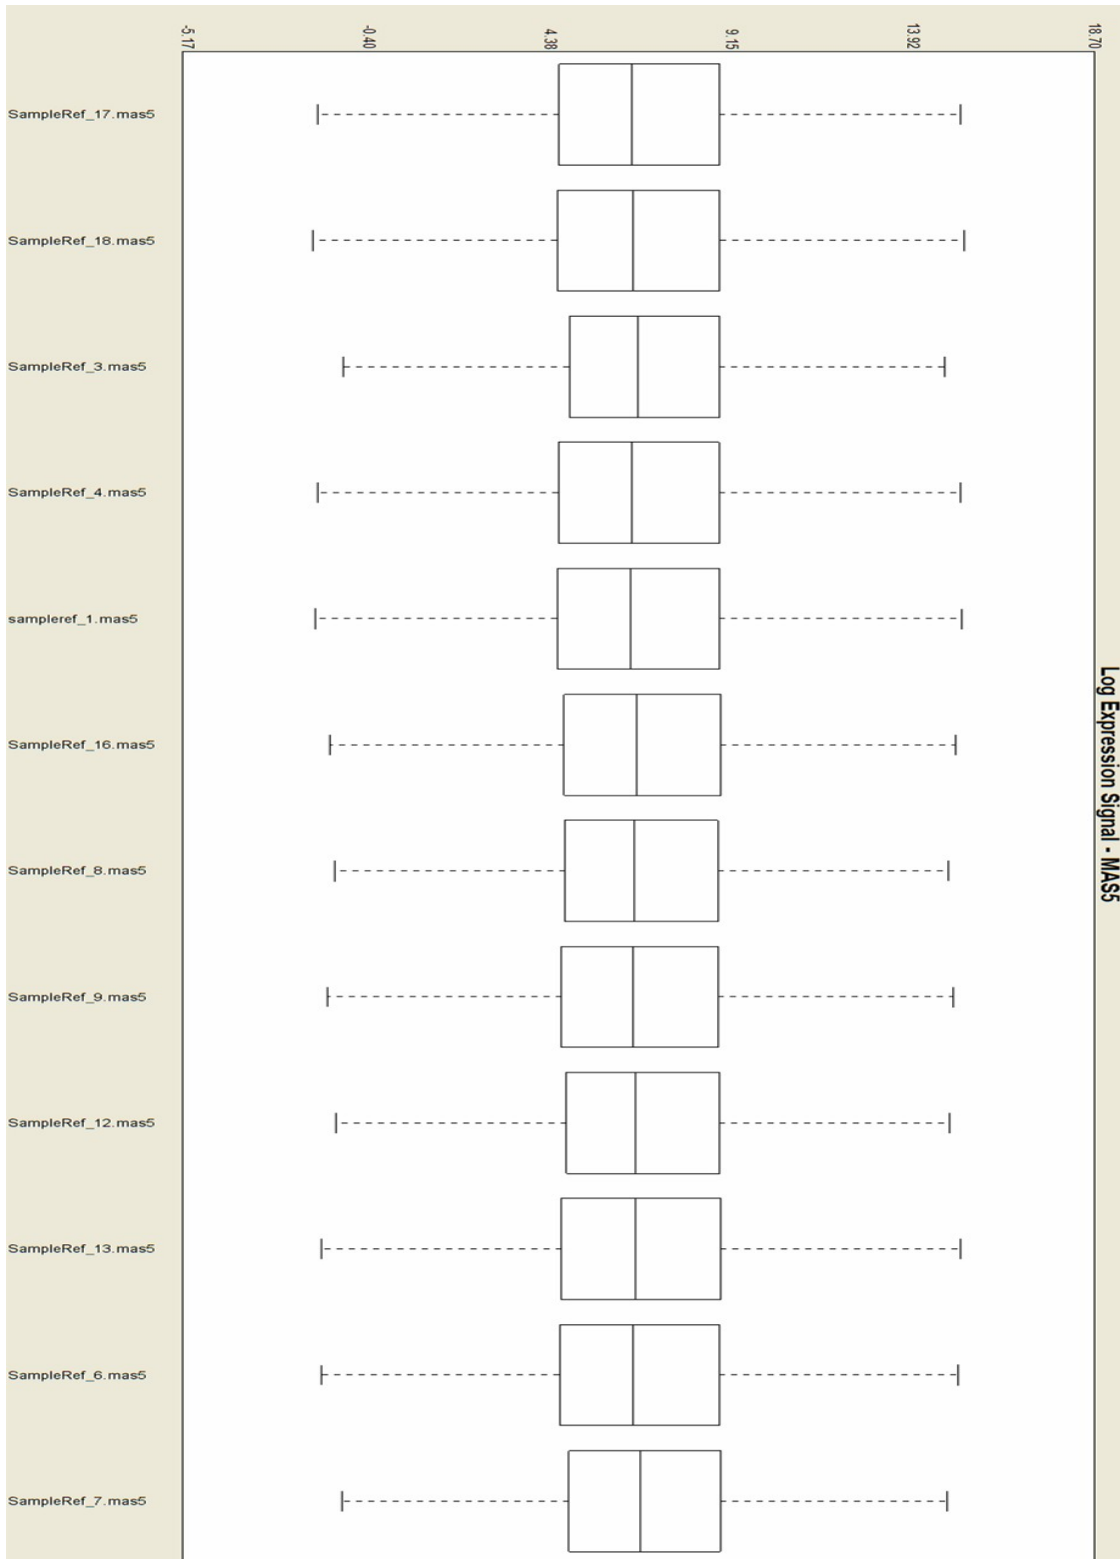 -5.17
-0.40
4.38
9.15
13.92
18.70
SampleRef_17.mas5
SampleRef_18.mas5
SampleRef_3.mas5
SampleRef_4.mas5
sampleref_1.mas5
SampleRef_16.mas5
SampleRef_8.mas5
SampleRef_9.mas5
SampleRef_12.mas5
SampleRef_13.mas5
SampleRef_6.mas5
SampleRef_7.mas5
Log Expression Signal - MAS5